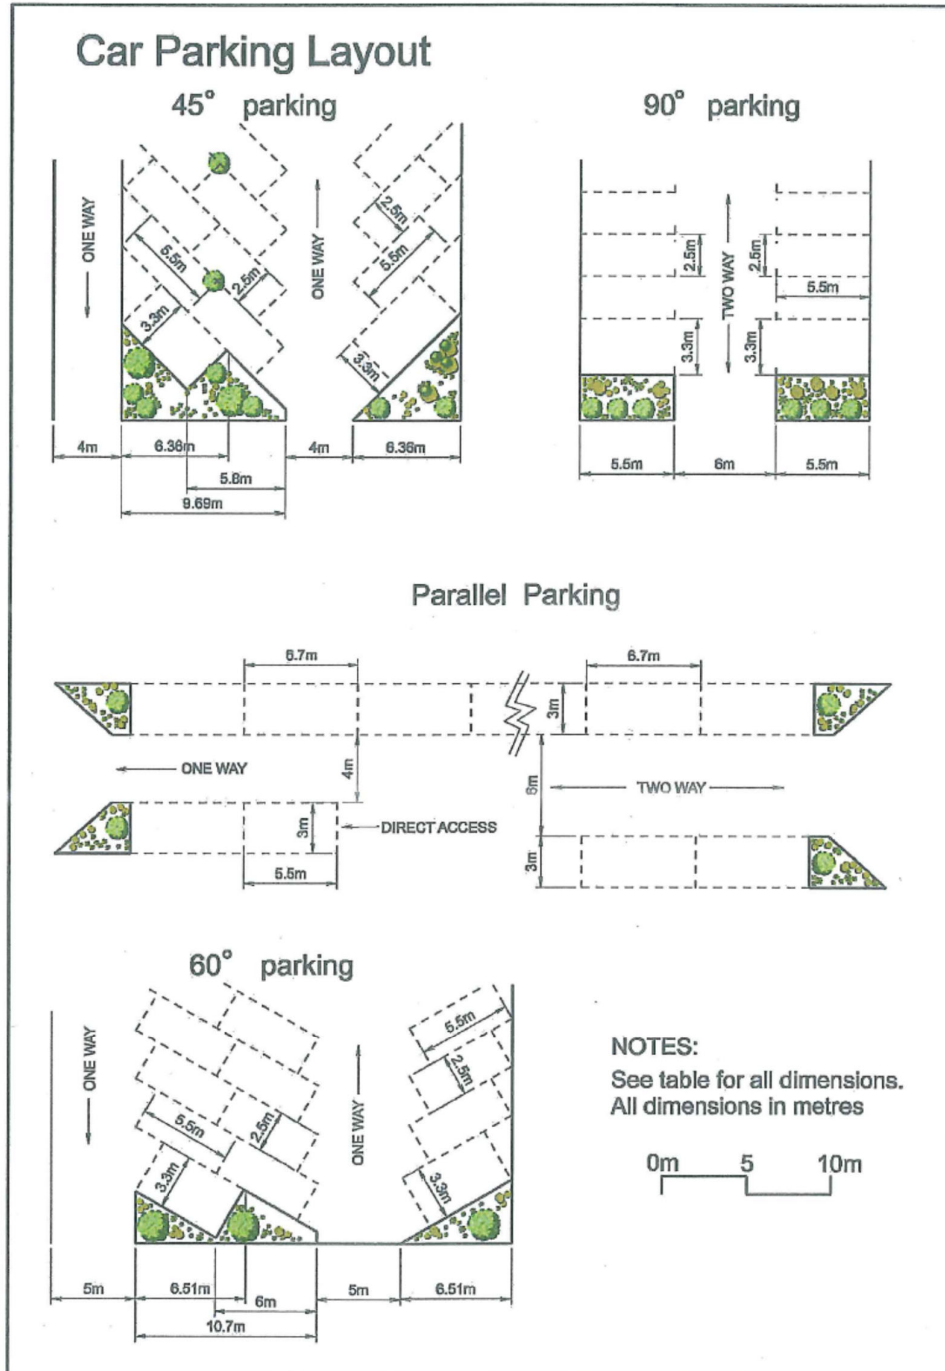 Car Parking Layout
45° parking
90° parking
ONE WAY
ONE WAY
2.5m
5.5m
5.5m
2.5m
3.3m
3.3m
4m
6.36m
4m
6.36m
5.8m
9.69m
2.5m
TWO WAY
2.5m
5.5m
3.3m
3.3m
5.5m
6m
5.5m
Parallel Parking
6.7m
6.7m
3m
ONE WAY
4m
6m
TWO WAY
3m
DIRECT ACCESS
5.5m
3m
60° parking
ONE WAY
ONE WAY
5.5m
2.5m
5.5m
2.5m
3.3m
3.3m
5m
6.51m
5m
6.51m
6m
10.7m
NOTES:
See table for all dimensions.
All dimensions in metres
0m 5 10m